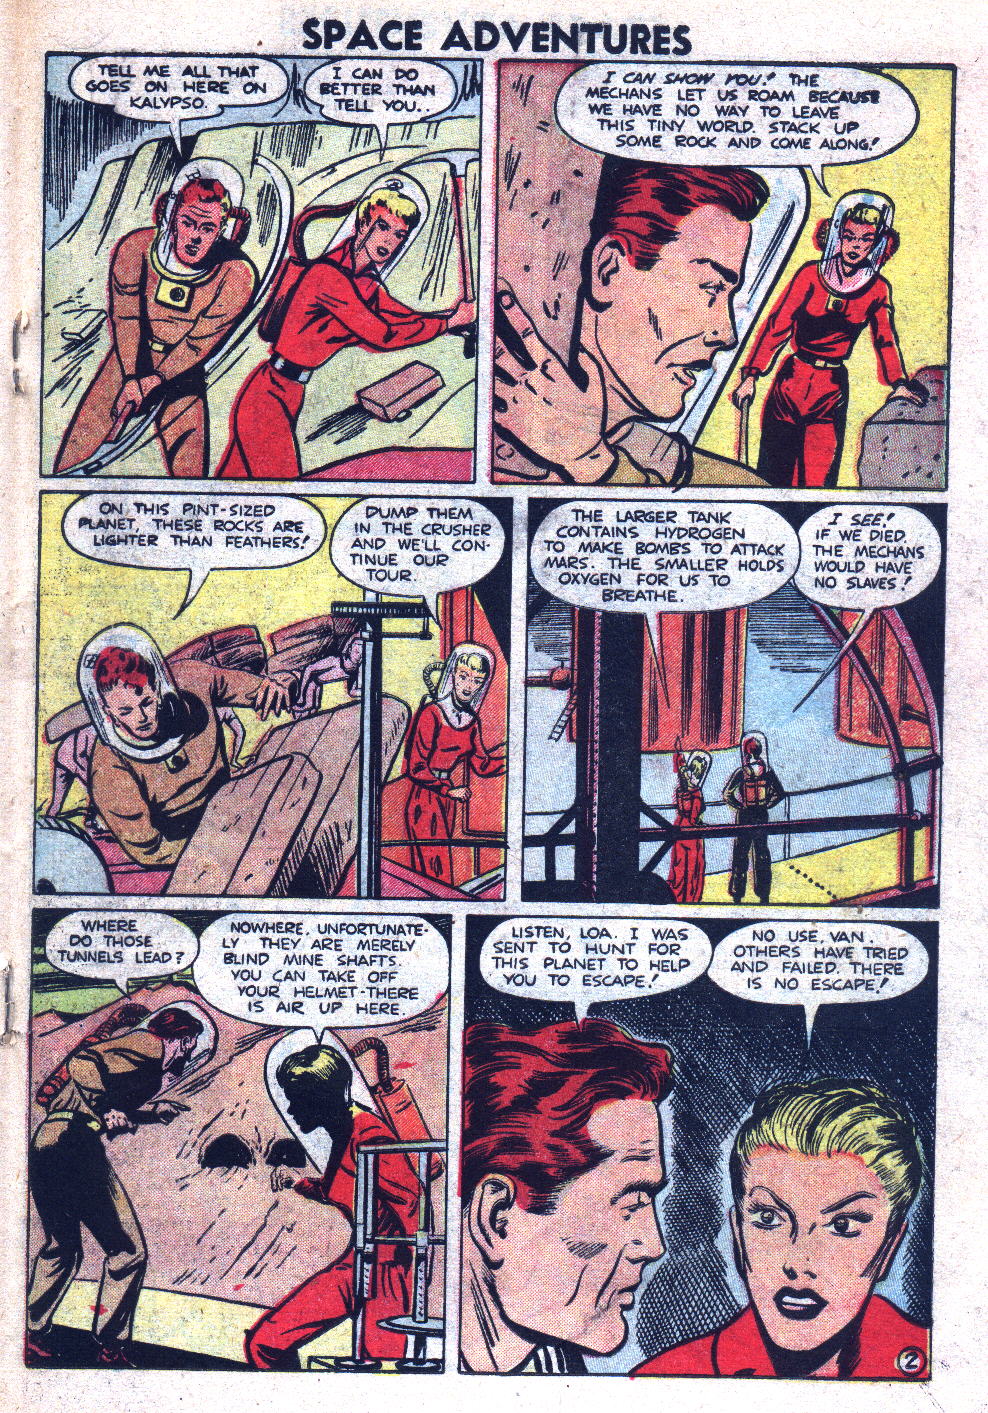 SPACE ADVENTURES
TELL ME ALL THAT
GOES ON HERE ON
KALYPSO.
I CAN DO
BETTER THAN
TELL YOU..
I CAN SHOW YOU! THE
MECHANS LET US ROAM BECAUSE
WE HAVE NO WAY TO LEAVE
THIS TINY WORLD. STACK UP
SOME ROCK AND COME ALONG!
ON THIS PINT-SIZED
PLANET, THESE ROCKS ARE
LIGHTER THAN FEATHERS!
DUMP THEM
IN THE CRUSHER
AND WE'LL CON-
TINUE OUR
TOUR.
THE LARGER TANK
CONTAINS HYDROGEN
TO MAKE BOMBS TO ATTACK
MARS. THE SMALLER HOLDS
OXYGEN FOR US TO
BREATHE.
I SEE!
IF WE DIED,
THE MECHANS
WOULD HAVE
NO SLAVES!
WHERE
DO THOSE
TUNNELS LEAD?
NOWHERE, UNFORTUNATE-
LY THEY ARE MERELY
BLIND MINE SHAFTS.
YOU CAN TAKE OFF
YOUR HELMET-THERE
IS AIR UP HERE.
LISTEN, LOA. I WAS
SENT TO HUNT FOR
THIS PLANET TO HELP
YOU TO ESCAPE!
NO USE, VAN.
OTHERS HAVE TRIED
AND FAILED. THERE
IS NO ESCAPE!
2